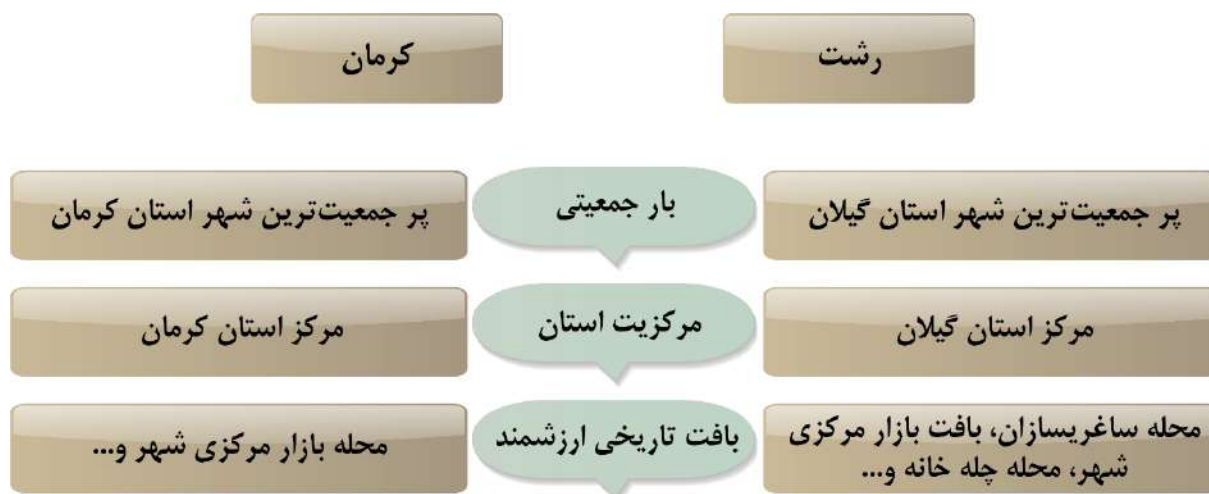 رشت
کرمان
پر جمعیت‌ترین شهر استان گیلان
بار جمعیتی
پر جمعیت‌ترین شهر استان کرمان
مرکز استان گیلان
مرکزیت استان
مرکز استان کرمان
محله ساغریسازان، بافت بازار مرکزی
شهر، محله چله خانه و...
بافت تاریخی ارزشمند
محله بازار مرکزی شهر و...